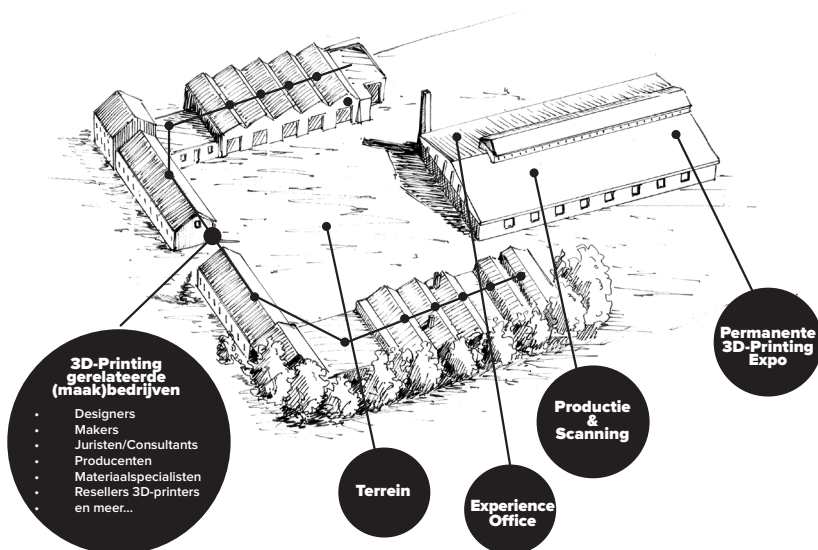 3D-Printing
gerelateerde
(maak)bedrijven
• Designers
• Makers
• Juristen/Consultants
• Producenten
• Materiaalspecialisten
• Resellers 3D-printers
• en meer...
Terrein
Experience
Office
Productie
&
Scanning
Permanente
3D-Printing
Expo